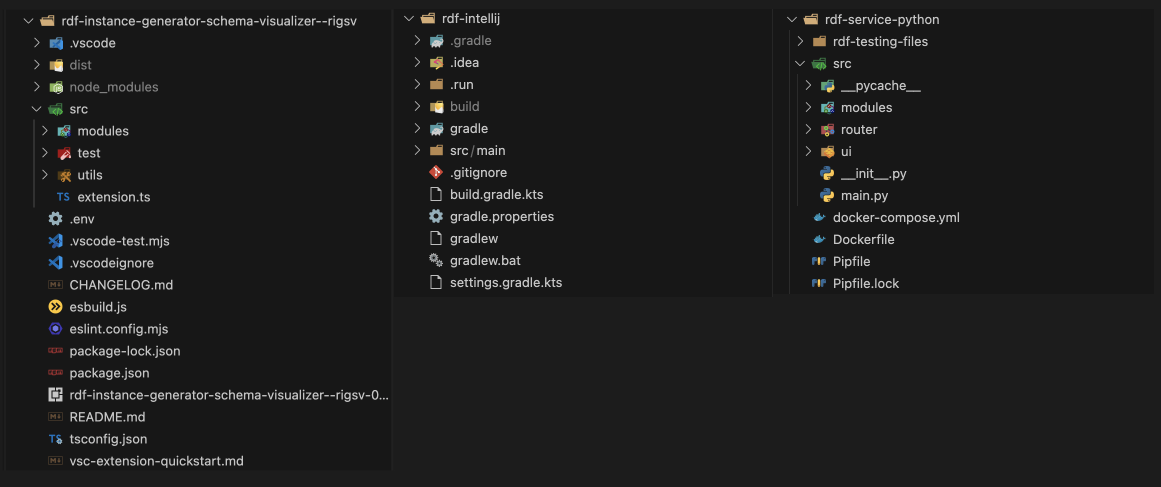 rdf-instance-generator-schema-visualizer--rigsv
.vscode
dist
node_modules
src
modules
test
utils
TS extension.ts
.env
.vscode-test.mjs
.vscodeignore
CHANGELOG.md
esbuild.js
eslint.config.mjs
package-lock.json
package.json
rdf-instance-generator-schema-visualizer--rigsv-0...
README.md
TS tsconfig.json
vsc-extension-quickstart.md
rdf-intellij
.gradle
.idea
.run
build
gradle
src/main
.gitignore
build.gradle.kts
gradle.properties
gradlew
gradlew.bat
settings.gradle.kts
rdf-service-python
rdf-testing-files
src
__pycache__
modules
router
ui
__init__.py
main.py
docker-compose.yml
Dockerfile
Pipfile
Pipfile.lock